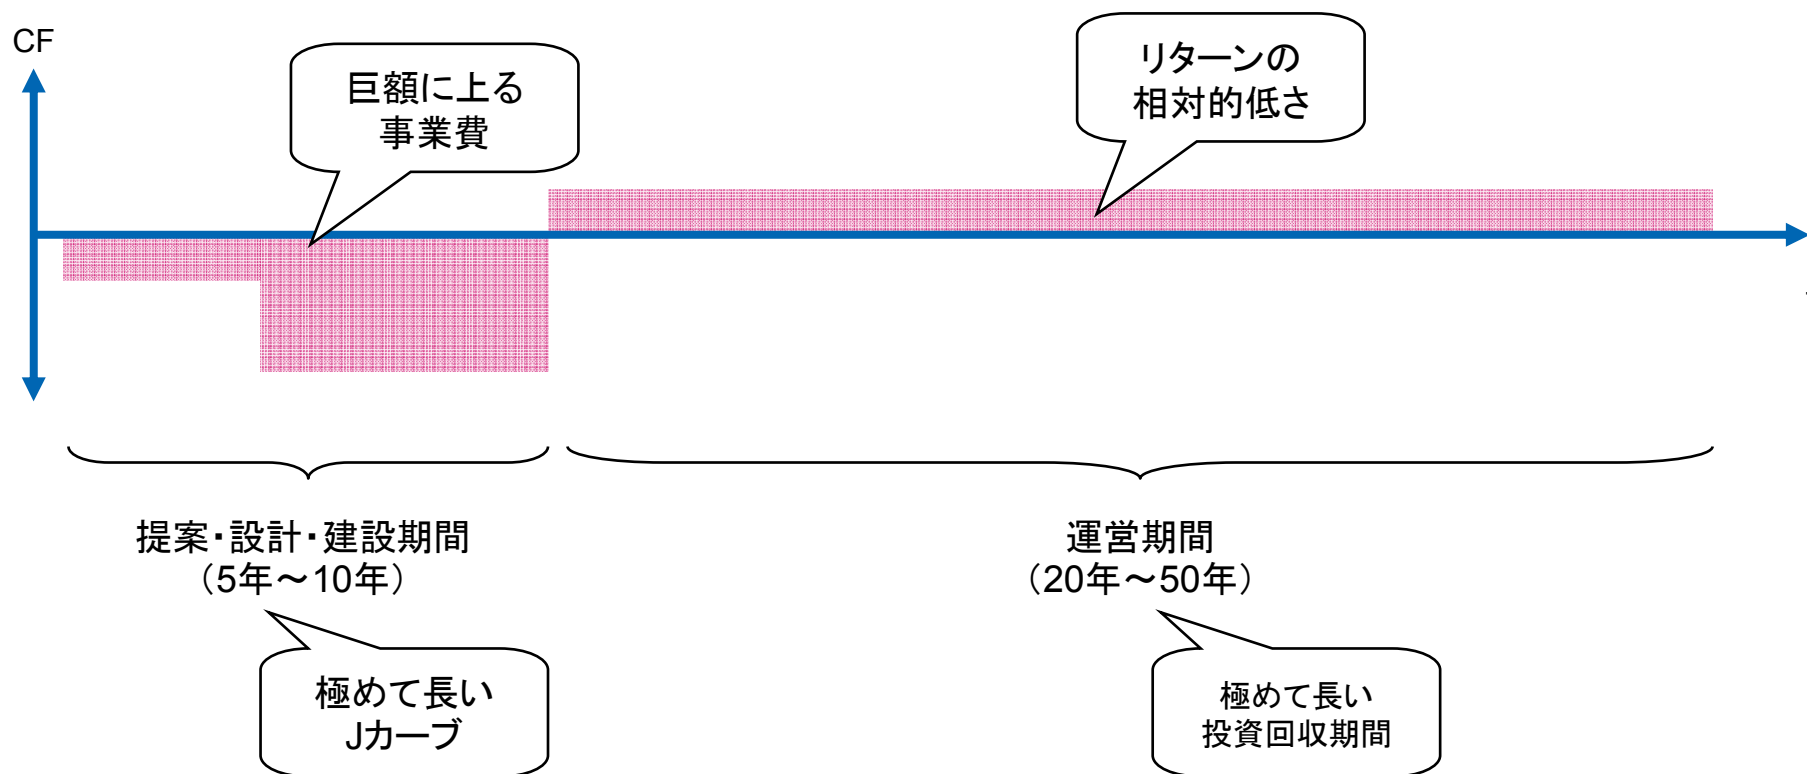 CF
巨額に上る
事業費
リターンの
相対的低さ
提案・設計・建設期間
（5年～10年）
運営期間
（20年～50年）
極めて長い
Jカーブ
極めて長い
投資回収期間